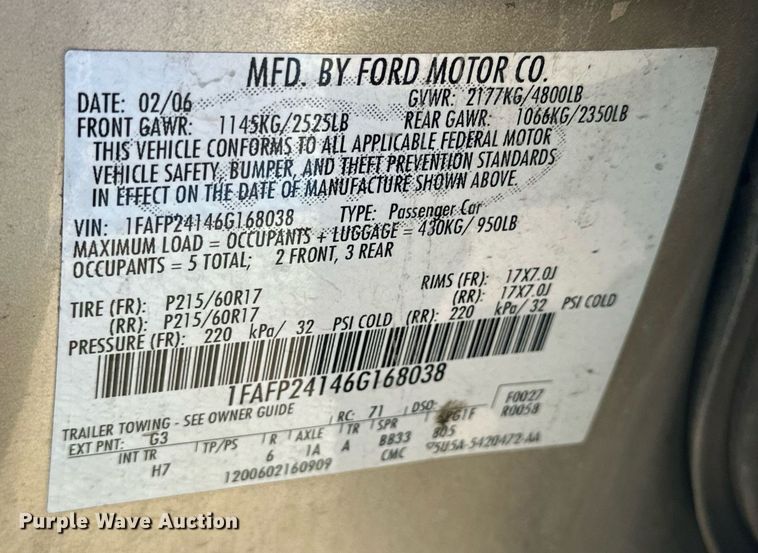 MFD. BY FORD MOTOR CO.
DATE: 02/06 GVWR: 2177KG/4800LB
FRONT GAWR: 1145KG/2525LB REAR GAWR: 1066KG/2350LB
THIS VEHICLE CONFORMS TO ALL APPLICABLE FEDERAL MOTOR
VEHICLE SAFETY, BUMPER, AND THEFT PREVENTION STANDARDS
IN EFFECT ON THE DATE OF MANUFACTURE SHOWN ABOVE.
VIN: 1FAFP24146G168038 TYPE: Passenger Car
MAXIMUM LOAD = OCCUPANTS + LUGGAGE = 430KG/ 950LB
OCCUPANTS = 5 TOTAL; 2 FRONT, 3 REAR
TIRE (FR): P215/60R17 RIMS (FR): 17X7.0J
(RR): P215/60R17 (RR): 17X7.0J
PRESSURE (FR): 220 kPa/ 32 PSI COLD (RR): 220 kPa/ 32 PSI COLD
1FAFP24146G168038
TRAILER TOWING - SEE OWNER GUIDE
F0027
EXT PNT: G3 RC: 71 DSO: R0058
INT TR TP/PS R AXLE TR SPR
H7 6 1A A BB33 805
1200602160909 CMC 5U5A-5420472-AA
Purple Wave Auction